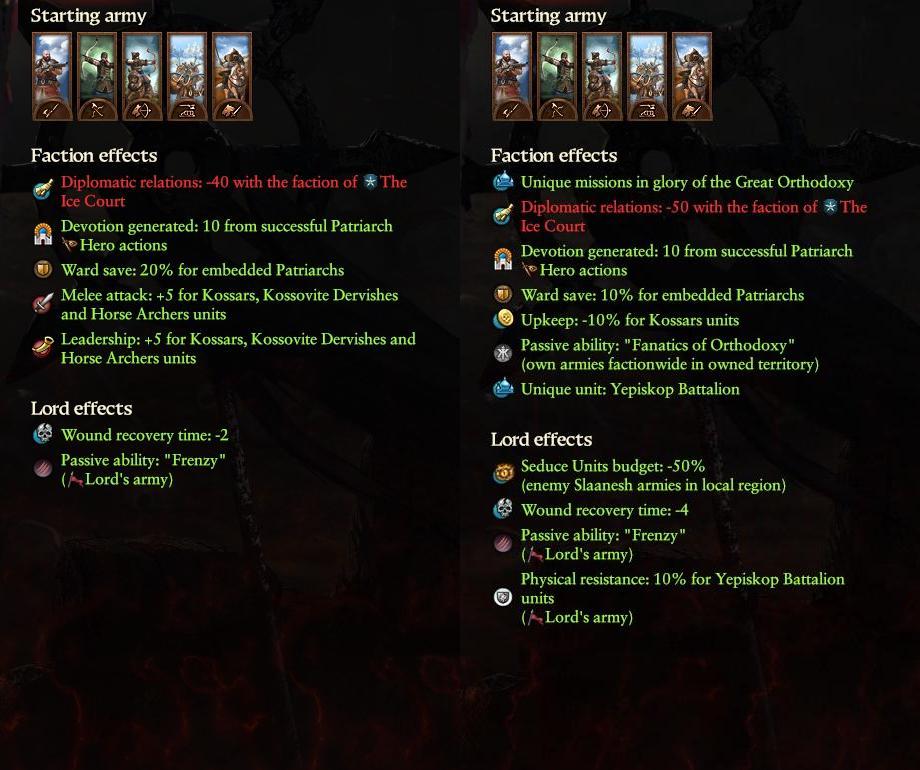 Starting army
Faction effects
Diplomatic relations: -40 with the faction of The
Ice Court
Devotion generated: 10 from successful Patriarch
Hero actions
Ward save: 20% for embedded Patriarchs
Melee attack: +5 for Kossars, Kossovite Dervishes
and Horse Archers units
Leadership: +5 for Kossars, Kossovite Dervishes and
Horse Archers units
Lord effects
Wound recovery time: -2
Passive ability: "Frenzy"
(Lord's army)
Starting army
Faction effects
Unique missions in glory of the Great Orthodoxy
Diplomatic relations: -50 with the faction of The
Ice Court
Devotion generated: 10 from successful Patriarch
Hero actions
Ward save: 10% for embedded Patriarchs
Upkeep: -10% for Kossars units
Passive ability: "Fanatics of Orthodoxy"
(own armies factionwide in owned territory)
Unique unit: Yepiskop Battalion
Lord effects
Seduce Units budget: -50%
(enemy Slaanesh armies in local region)
Wound recovery time: -4
Passive ability: "Frenzy"
(Lord's army)
Physical resistance: 10% for Yepiskop Battalion
units
(Lord's army)